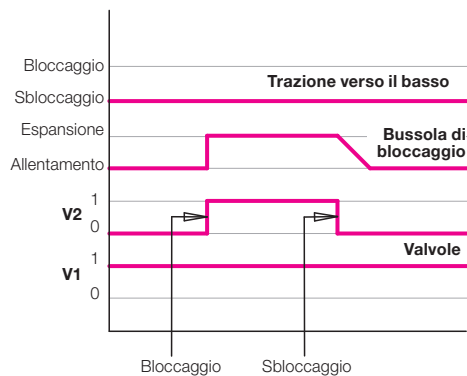 Bloccaggio
Trazione verso il basso
Sbloccaggio
Espansione
Bussola di
bloccaggio
Allentamento
1
V2
0
Valvole
1
V1
0
Bloccaggio
Sbloccaggio